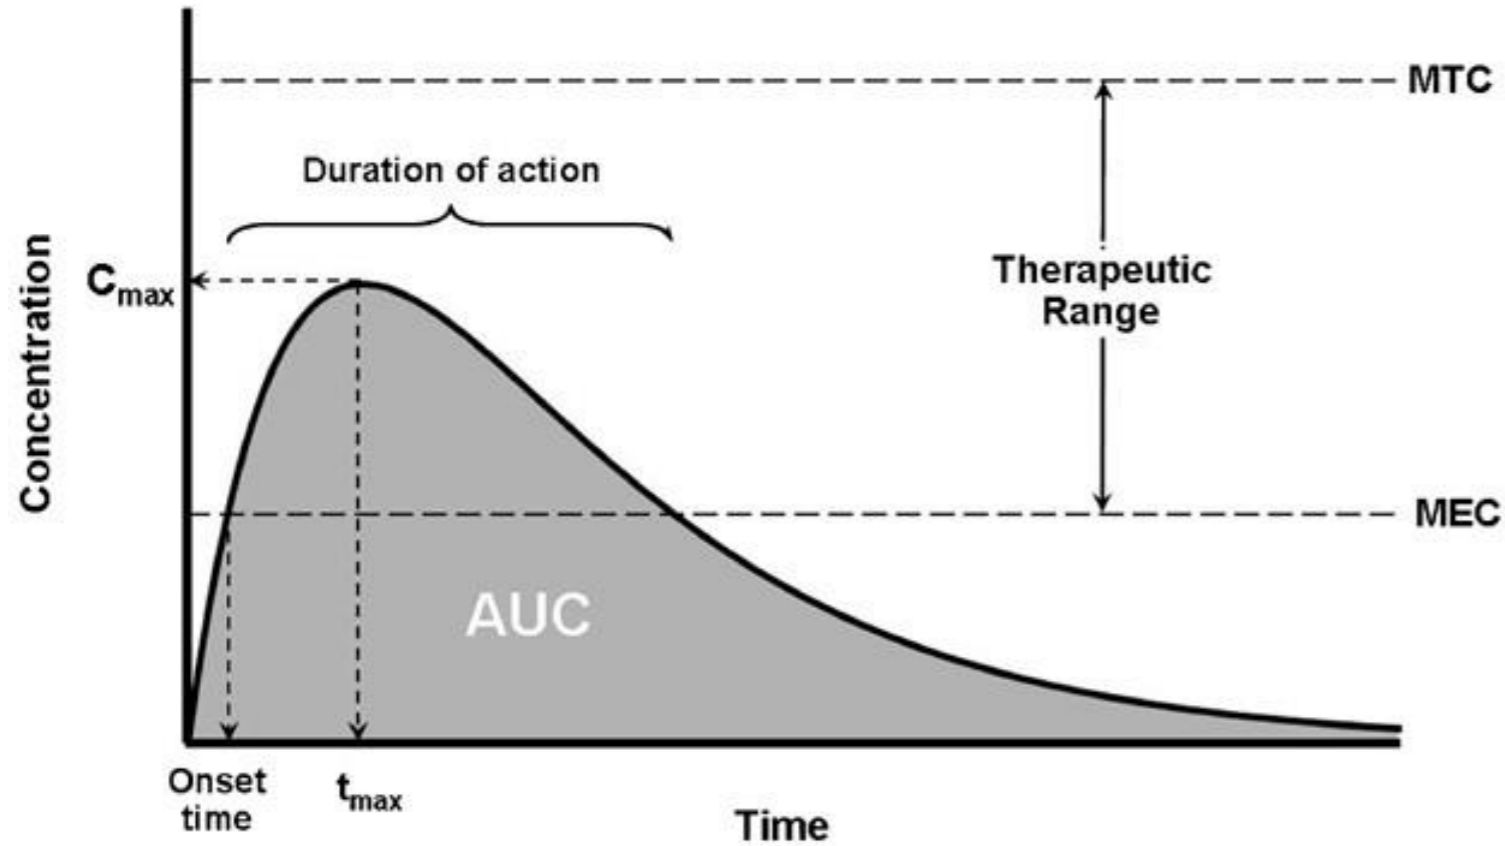 MTC
Duration of action
Concentration
Cmax
Therapeutic
Range
MEC
AUC
Onset
time
tmax
Time